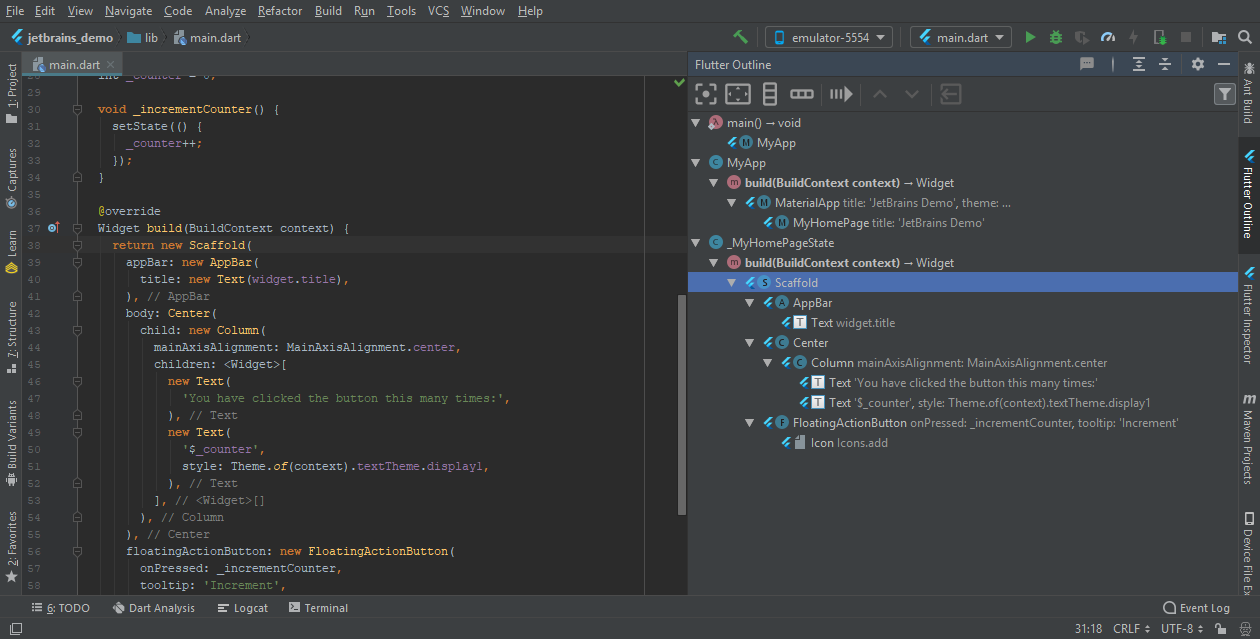 File Edit View Navigate Code Analyze Refactor Build Run Tools VCS Window Help
jetbrains_demo lib main.dart emulator-5554 main.dart
main.dart
Flutter Outline
1: Project
Captures
Learn
7: Structure
Build Variants
2: Favorites
int _counter = 0;
29
30 void _incrementCounter() {
31 setState(() {
32 _counter++;
33 });
34 }
35
36 @override
37 Widget build(BuildContext context) {
38 return new Scaffold(
39 appBar: new AppBar(
40 title: new Text(widget.title),
41 ), // AppBar
42 body: Center(
43 child: new Column(
44 mainAxisAlignment: MainAxisAlignment.center,
45 children: <Widget>[
46 new Text(
47 'You have clicked the button this many times:',
48 ), // Text
49 new Text(
50 '$_counter',
51 style: Theme.of(context).textTheme.display1,
52 ), // Text
53 ], // <Widget>[]
54 ), // Column
55 ), // Center
56 floatingActionButton: new FloatingActionButton(
57 onPressed: _incrementCounter,
58 tooltip: 'Increment',
main() → void
MyApp
MyApp
build(BuildContext context) → Widget
MaterialApp title: 'JetBrains Demo', theme: ...
MyHomePage title: 'JetBrains Demo'
_MyHomePageState
build(BuildContext context) → Widget
Scaffold
AppBar
Text widget.title
Center
Column mainAxisAlignment: MainAxisAlignment.center
Text 'You have clicked the button this many times:'
Text '$_counter', style: Theme.of(context).textTheme.display1
FloatingActionButton onPressed: _incrementCounter, tooltip: 'Increment'
Icon Icons.add
Ant Build
Flutter Outline
Flutter Inspector
Maven Projects
Device File Ex
6: TODO Dart Analysis Logcat Terminal Event Log
31:18 CRLF UTF-8